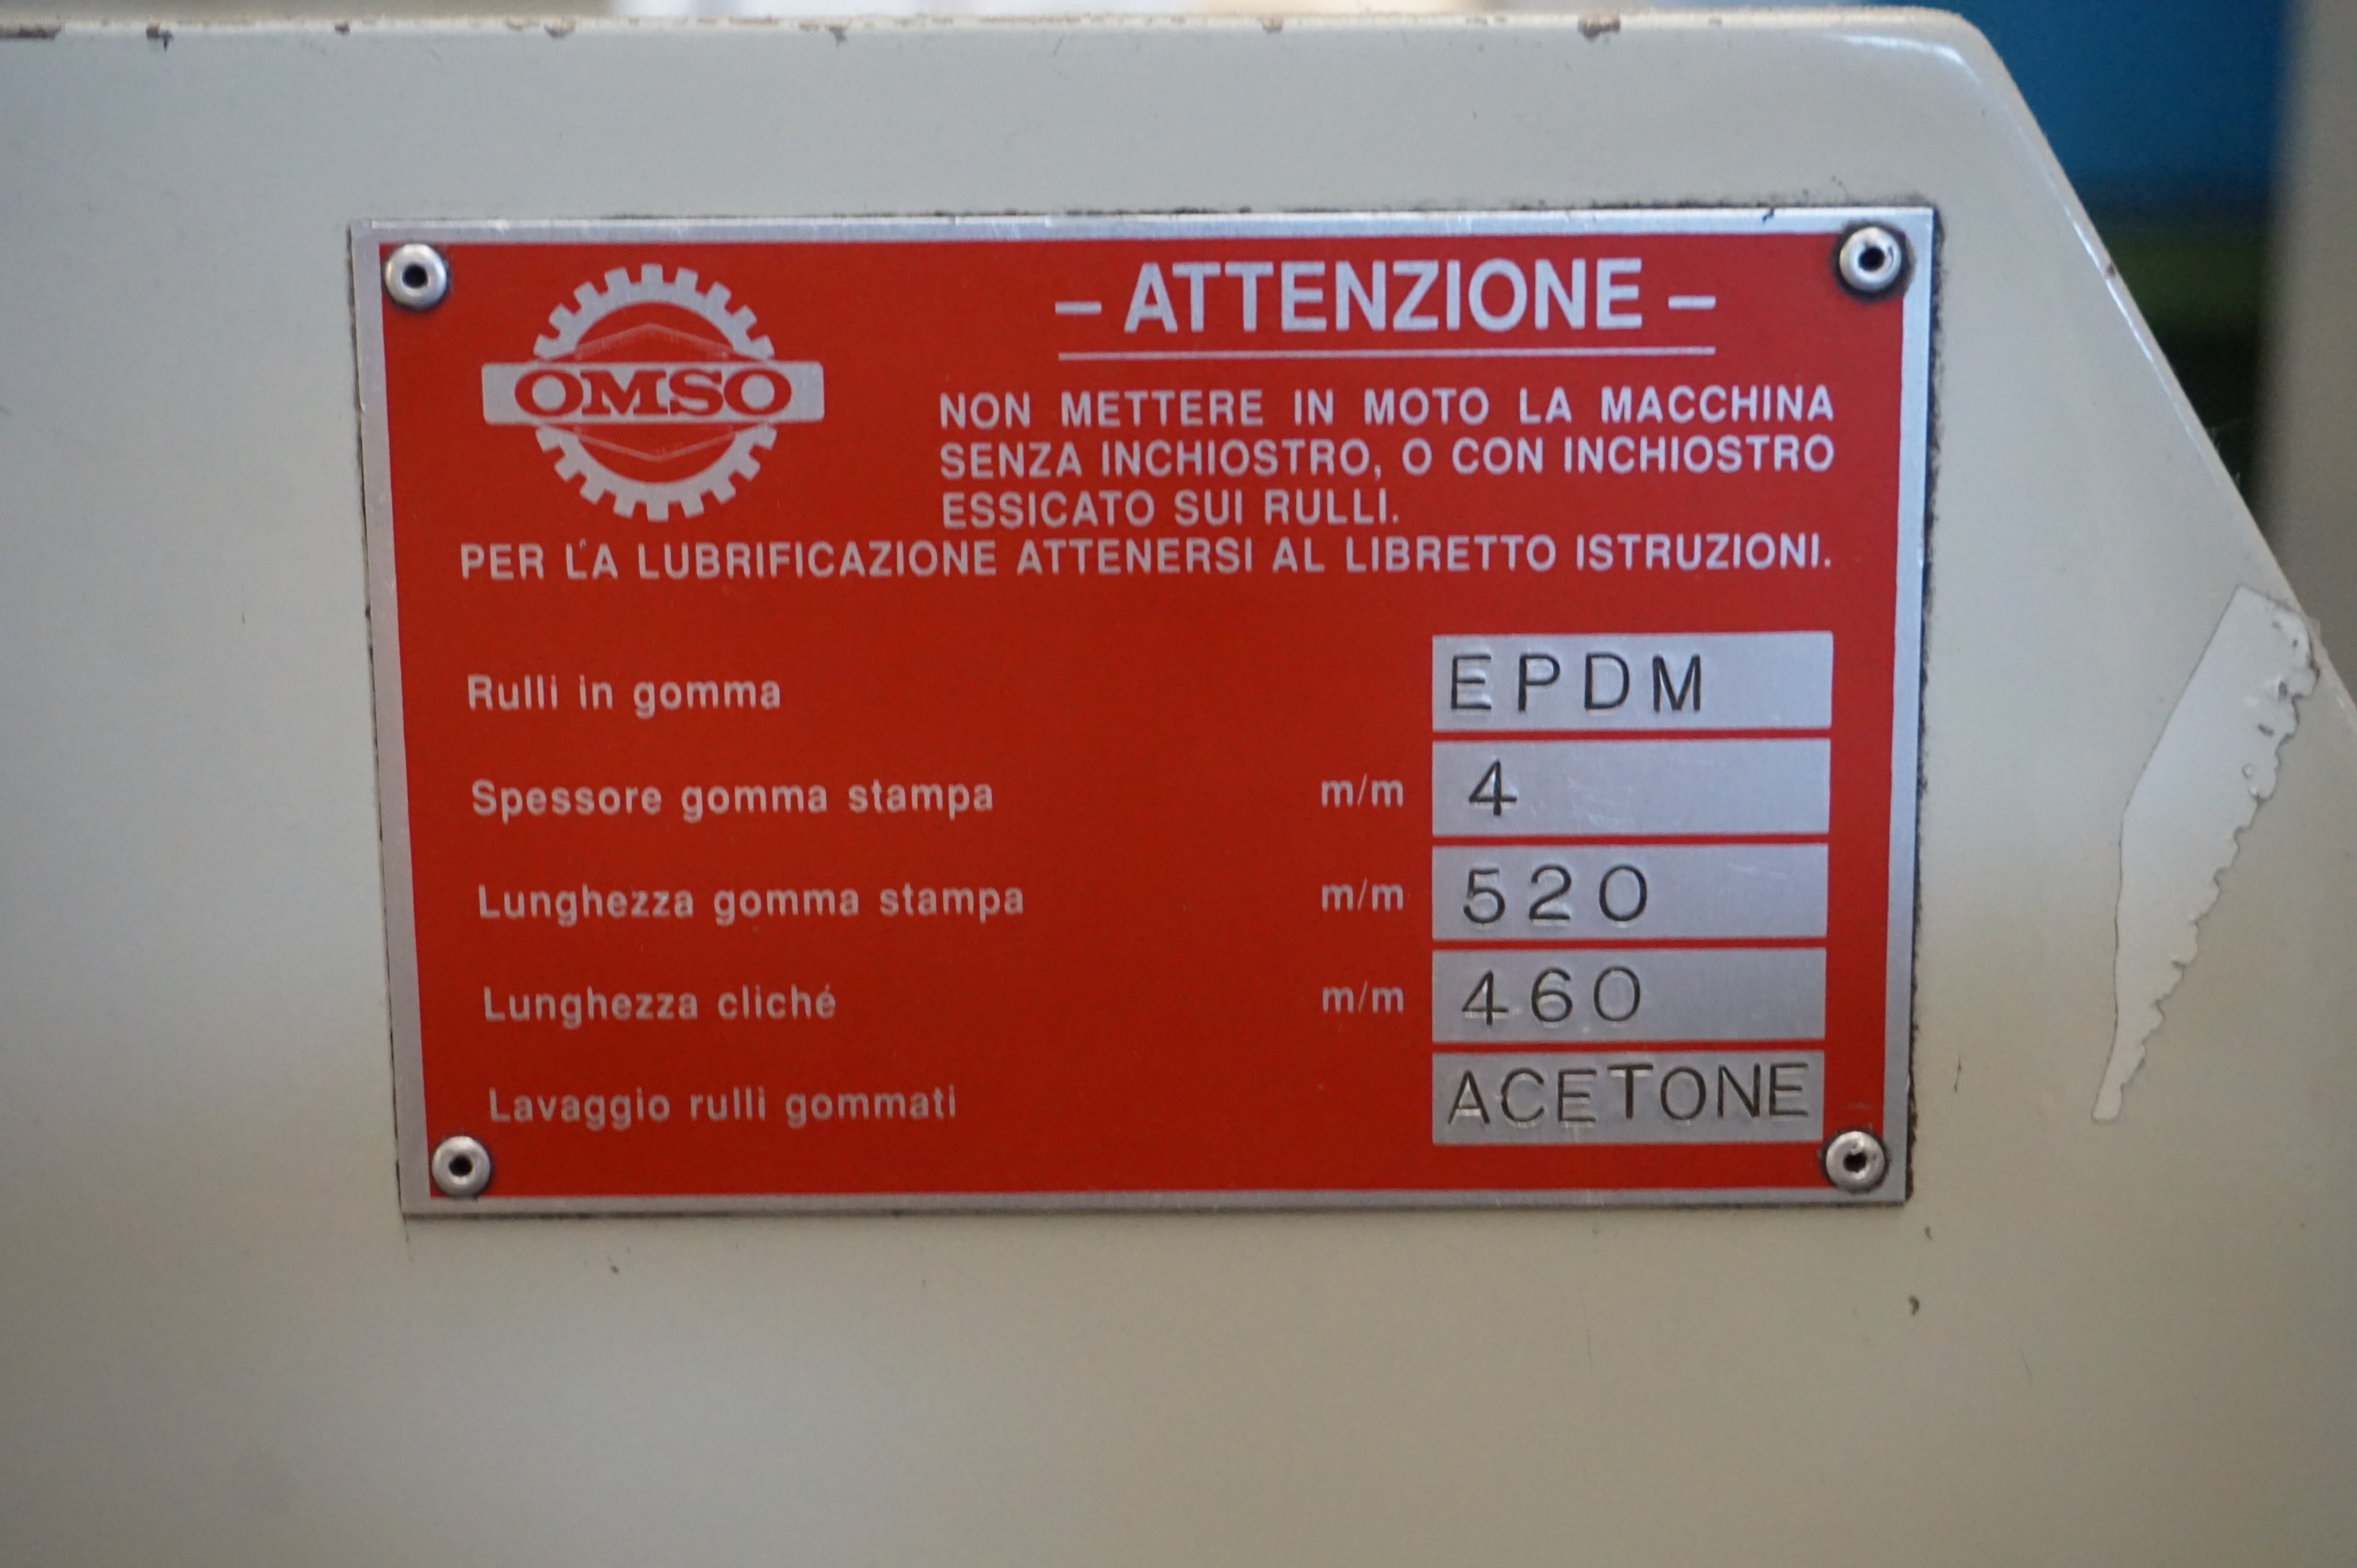 OMSO
– ATTENZIONE –
NON METTERE IN MOTO LA MACCHINA
SENZA INCHIOSTRO, O CON INCHIOSTRO
ESSICATO SUI RULLI.
PER LA LUBRIFICAZIONE ATTENERSI AL LIBRETTO ISTRUZIONI.
Rulli in gomma EPDM
Spessore gomma stampa m/m 4
Lunghezza gomma stampa m/m 520
Lunghezza cliché m/m 460
Lavaggio rulli gommati ACETONE